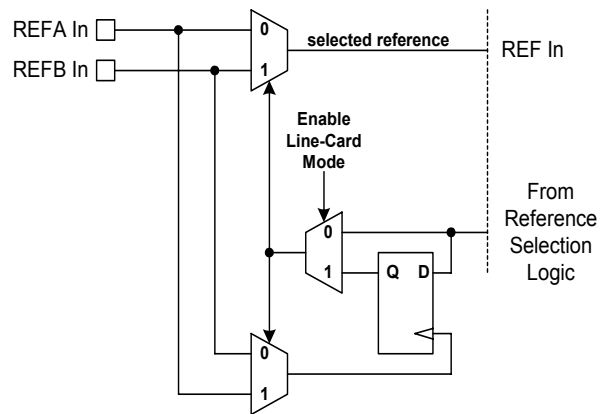 REFA In
0
selected reference
REF In
REFB In
1
Enable
Line-Card
Mode
From
Reference
Selection
Logic
0
1
Q D
0
1